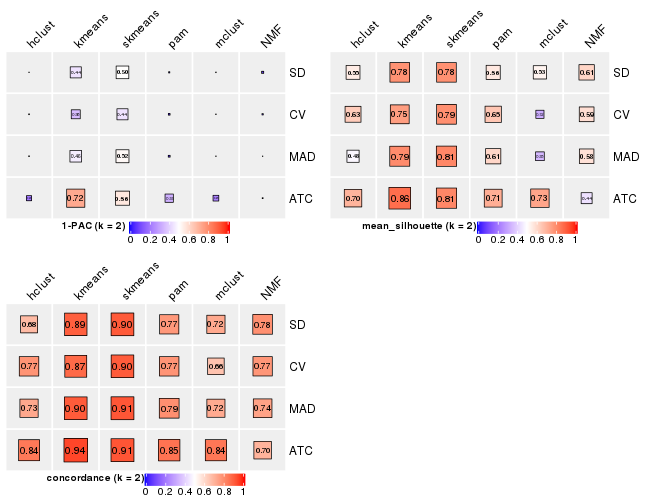 hclust kmeans skmeans pam mclust NMF
0.44 0.50 SD
0.44 CV
0.48 0.52 MAD
0.72 0.56 ATC
1-PAC (k = 2)
0 0.2 0.4 0.6 0.8 1
hclust kmeans skmeans pam mclust NMF
0.55 0.78 0.78 0.56 0.53 0.61 SD
0.63 0.75 0.79 0.65 0.59 CV
0.48 0.79 0.81 0.61 0.58 MAD
0.70 0.86 0.81 0.71 0.73 0.44 ATC
mean_silhouette (k = 2)
0 0.2 0.4 0.6 0.8 1
hclust kmeans skmeans pam mclust NMF
0.68 0.89 0.90 0.77 0.72 0.78 SD
0.77 0.87 0.90 0.77 0.66 0.77 CV
0.73 0.90 0.91 0.79 0.72 0.74 MAD
0.84 0.94 0.91 0.85 0.84 0.70 ATC
concordance (k = 2)
0 0.2 0.4 0.6 0.8 1